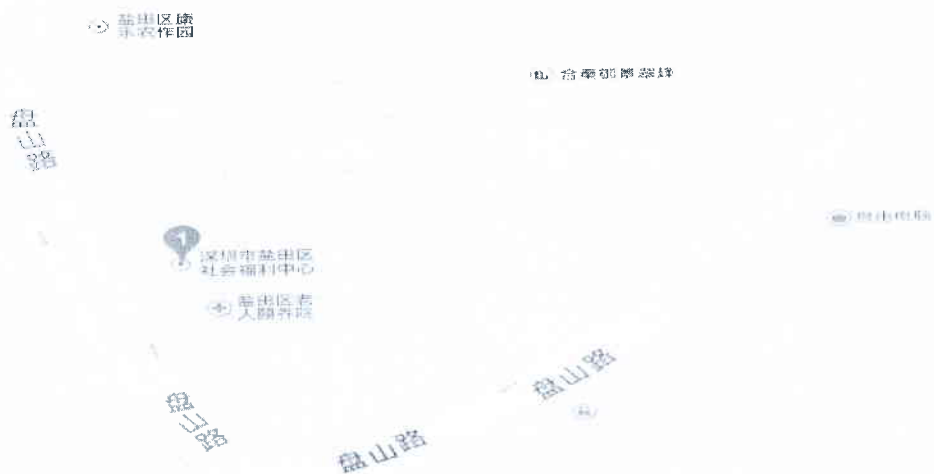 盐田区康
乐农作园
盘山路
1
深圳市盐田区
社会福利中心
盐田区老
人颐养院
盘山路
盘山路
盘山路